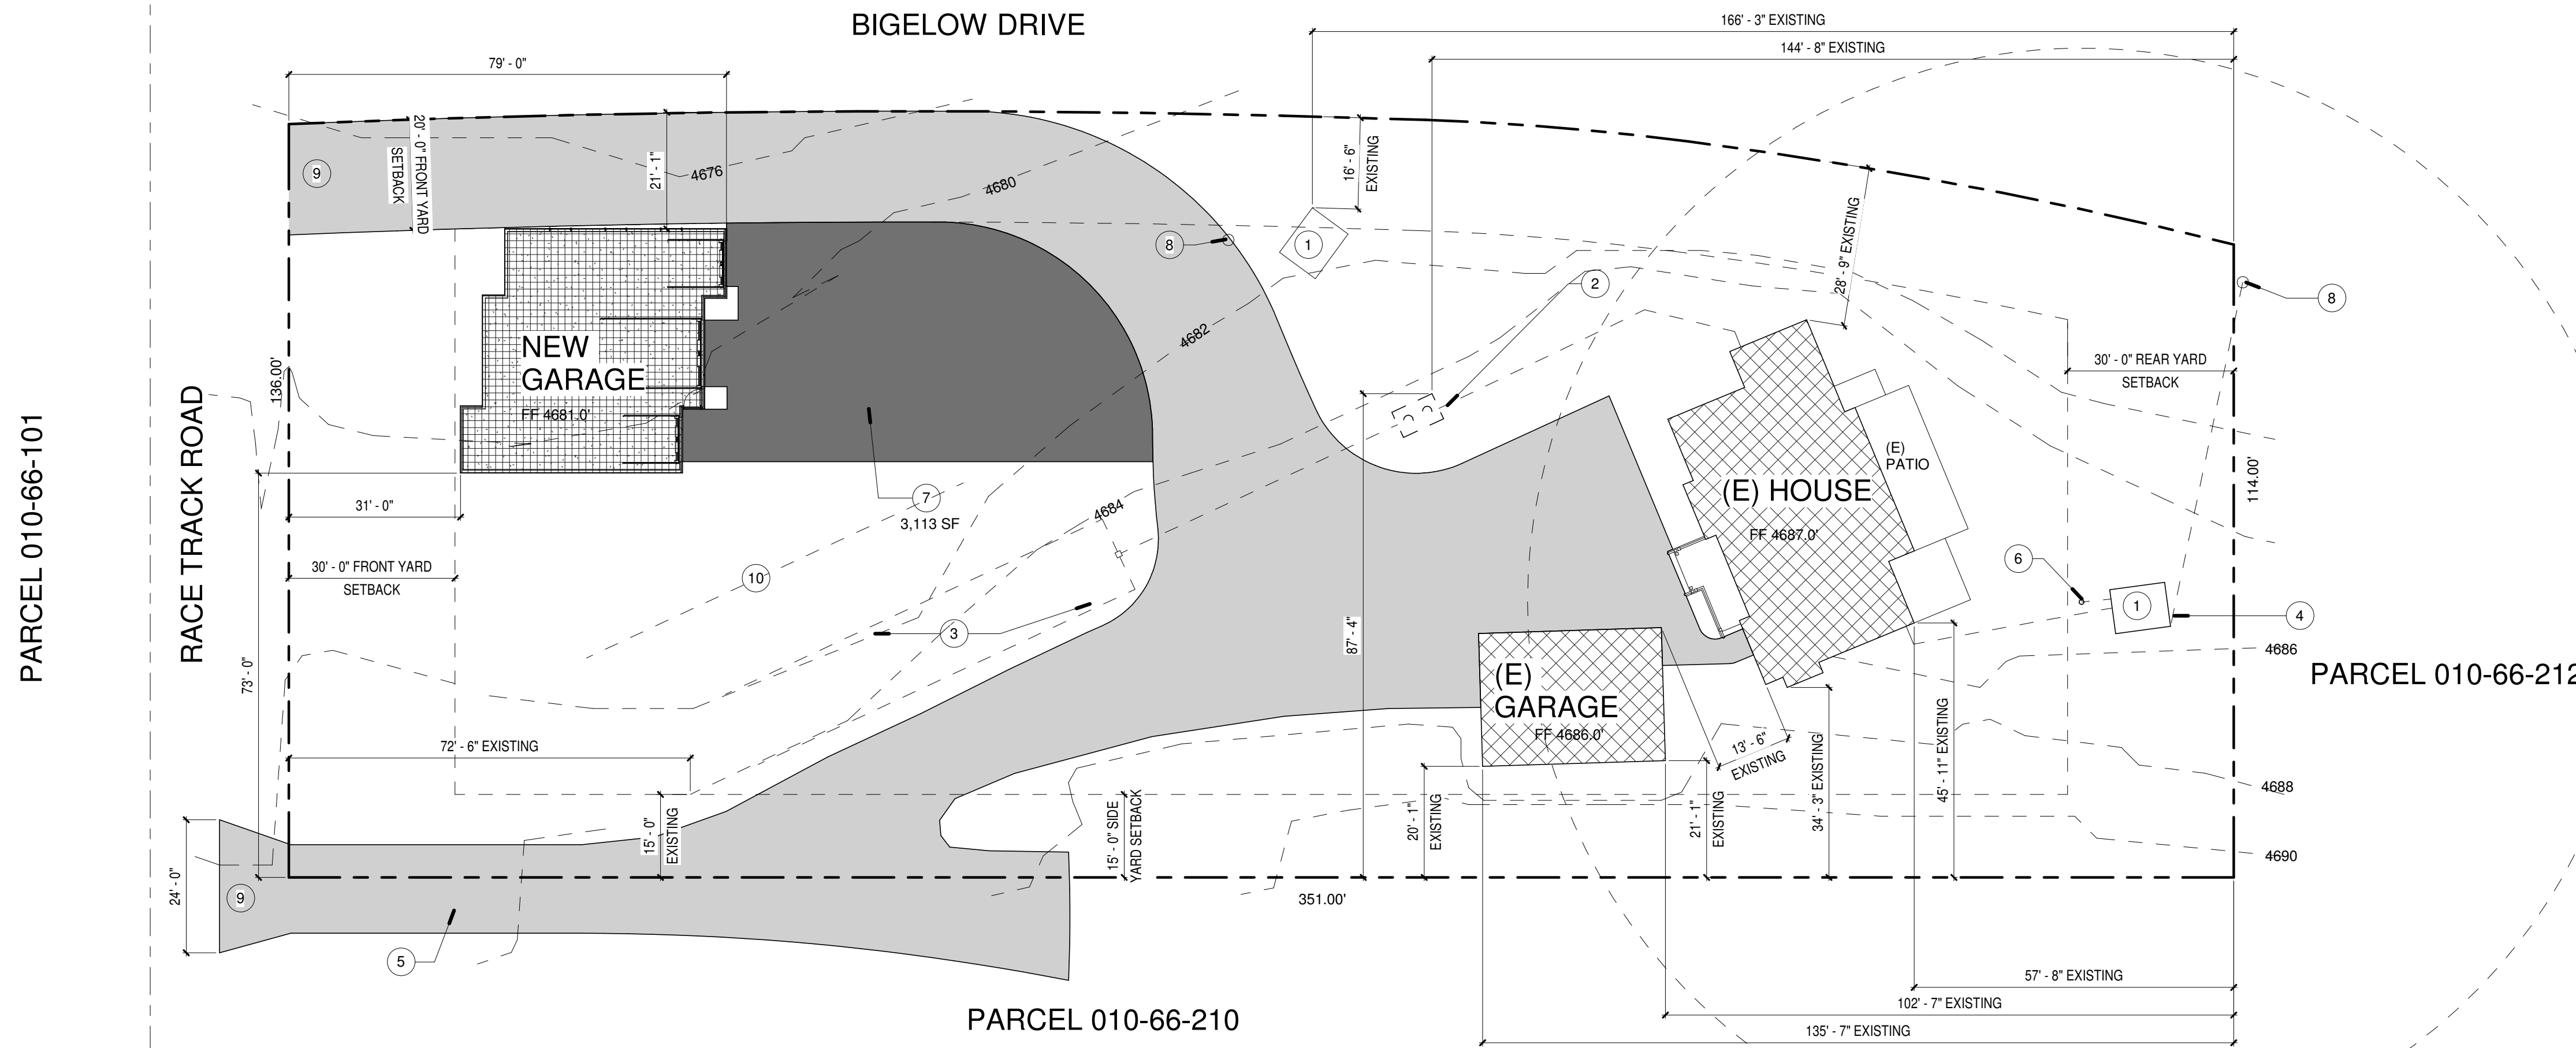 BIGELOW DRIVE
166' - 3" EXISTING
144' - 8" EXISTING
79' - 0"
20' - 0" FRONT YARD
SETBACK
21' - 1"
4676
4680
16' - 6"
EXISTING
9
8
1
2
28' - 9" EXISTING
8
4682
NEW
GARAGE
FF 4681.0'
30' - 0" REAR YARD
SETBACK
136.00'
RACE TRACK ROAD
PARCEL 010-66-101
(E)
PATIO
(E) HOUSE
FF 4687.0'
114.00'
31' - 0"
7
3,113 SF
4684
30' - 0" FRONT YARD
SETBACK
10
6
1
4
3
87' - 4"
73' - 0"
4686
PARCEL 010-66-212
(E)
GARAGE
FF 4686.0'
72' - 6" EXISTING
13' - 6"
EXISTING
45' - 11" EXISTING
34' - 3" EXISTING
4688
15' - 0"
EXISTING
15' - 0" SIDE
YARD SETBACK
20' - 1"
EXISTING
21' - 1"
EXISTING
4690
24' - 0"
9
351.00'
5
57' - 8" EXISTING
102' - 7" EXISTING
PARCEL 010-66-210
135' - 7" EXISTING